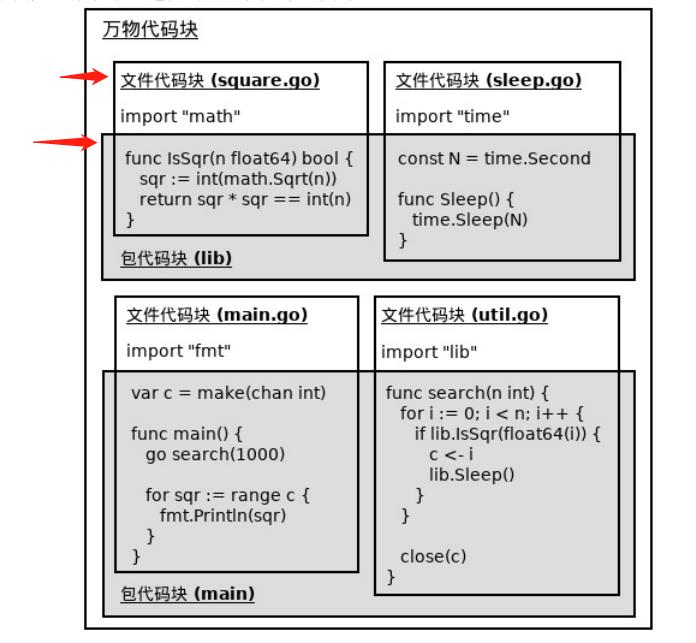 万物代码块
文件代码块 (square.go)
import "math"
func IsSqr(n float64) bool {
sqr := int(math.Sqrt(n))
return sqr * sqr == int(n)
}
文件代码块 (sleep.go)
import "time"
const N = time.Second
func Sleep() {
time.Sleep(N)
}
包代码块 (lib)
文件代码块 (main.go)
import "fmt"
var c = make(chan int)
func main() {
go search(1000)
for sqr := range c {
fmt.Println(sqr)
}
}
文件代码块 (util.go)
import "lib"
func search(n int) {
for i := 0; i < n; i++ {
if lib.IsSqr(float64(i)) {
c <- i
lib.Sleep()
}
}
close(c)
}
包代码块 (main)